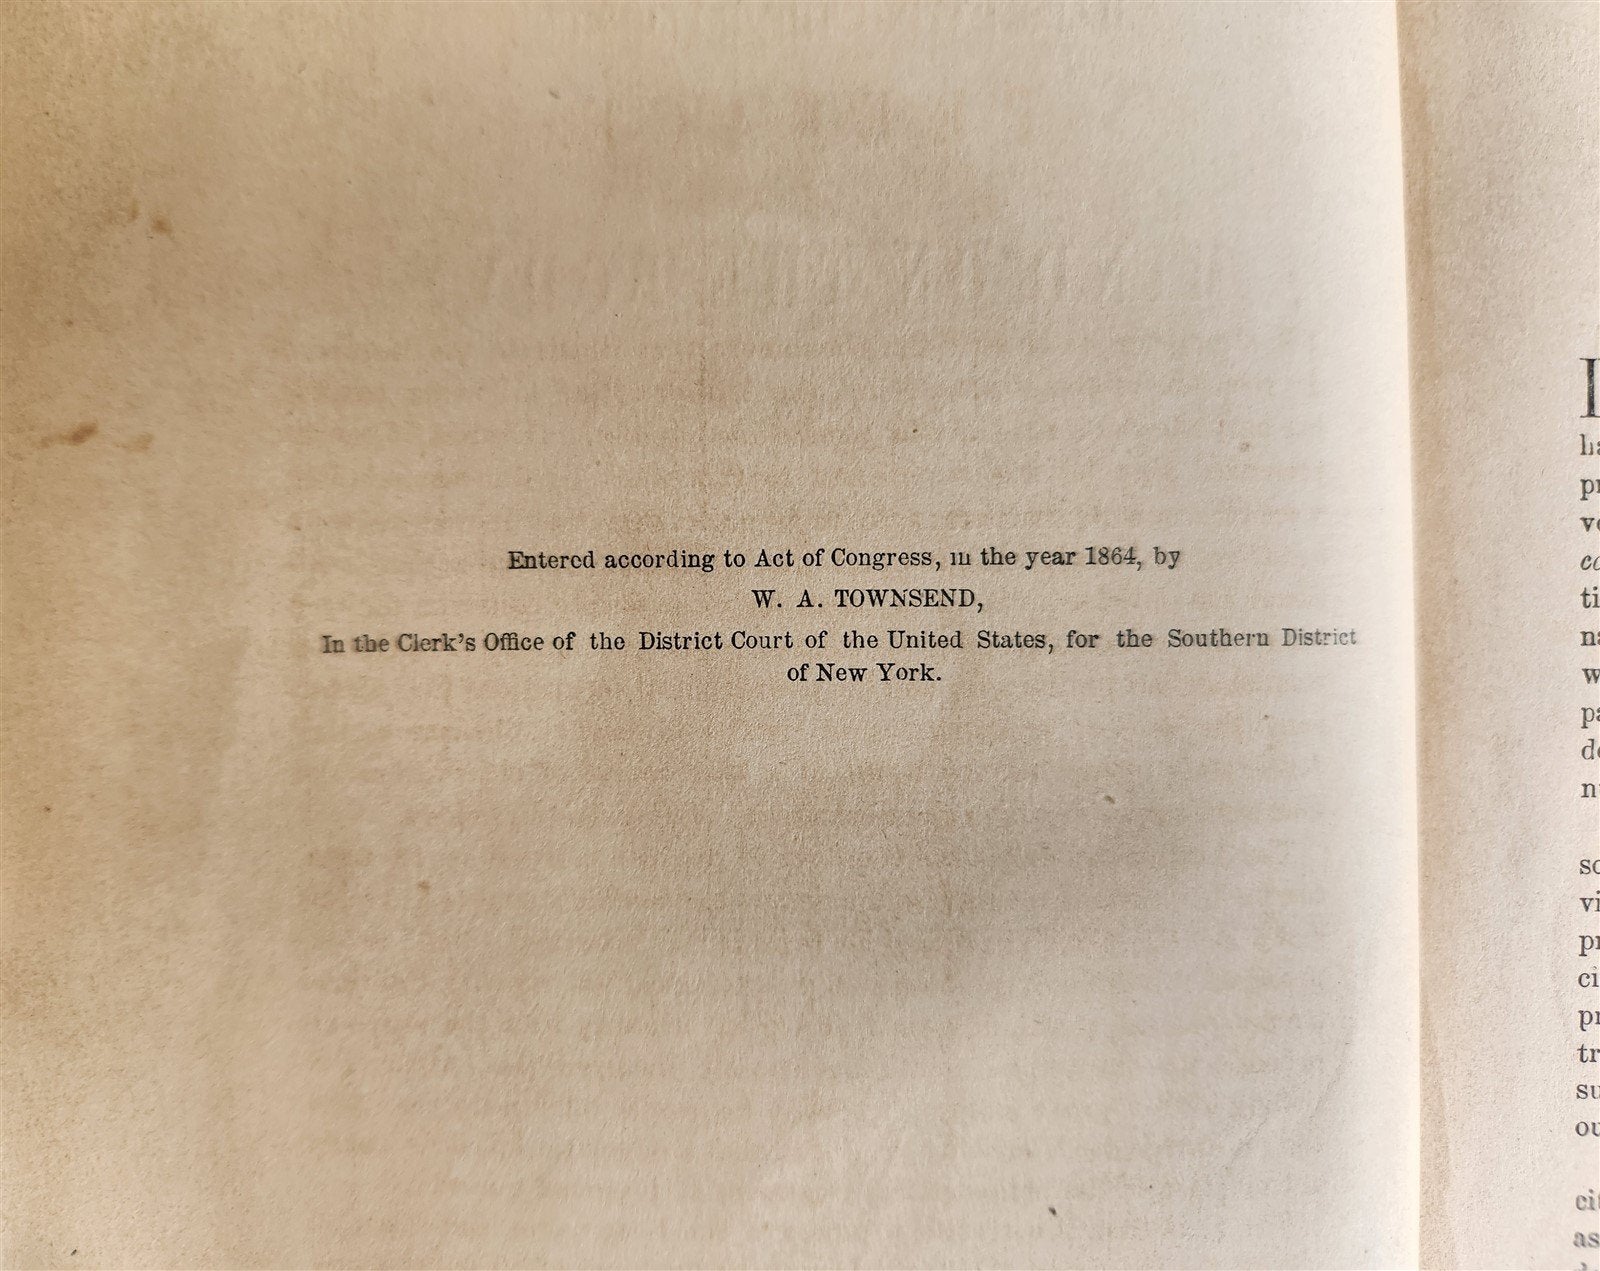 Entered according to Act of Congress, in the year 1864, by
W. A. TOWNSEND,
In the Clerk's Office of the District Court of the United States, for the Southern District
of New York.